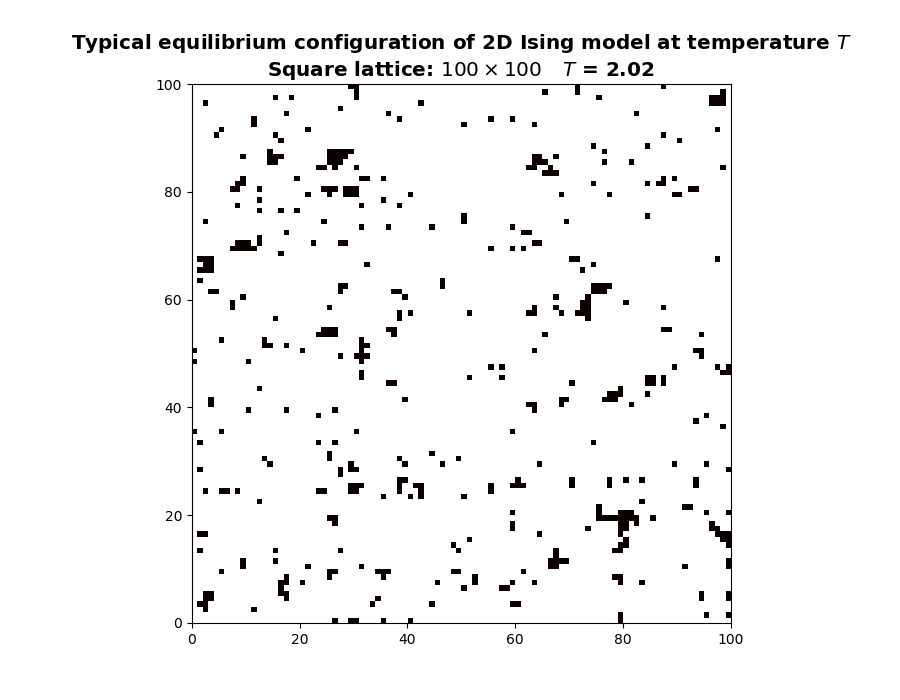 Typical equilibrium configuration of 2D Ising model at temperature T
Square lattice: 100 × 100 T = 2.02
100
80
60
40
20
0
0 20 40 60 80 100